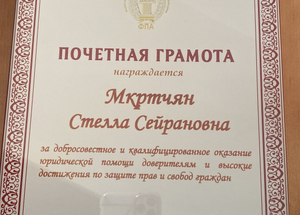 ФПА
ПОЧЕТНАЯ ГРАМОТА
награждается
Мкртчян
Стелла Сейрановна
за добросовестное и квалифицированное оказание
юридической помощи доверителям и высокие
достижения по защите прав и свобод граждан